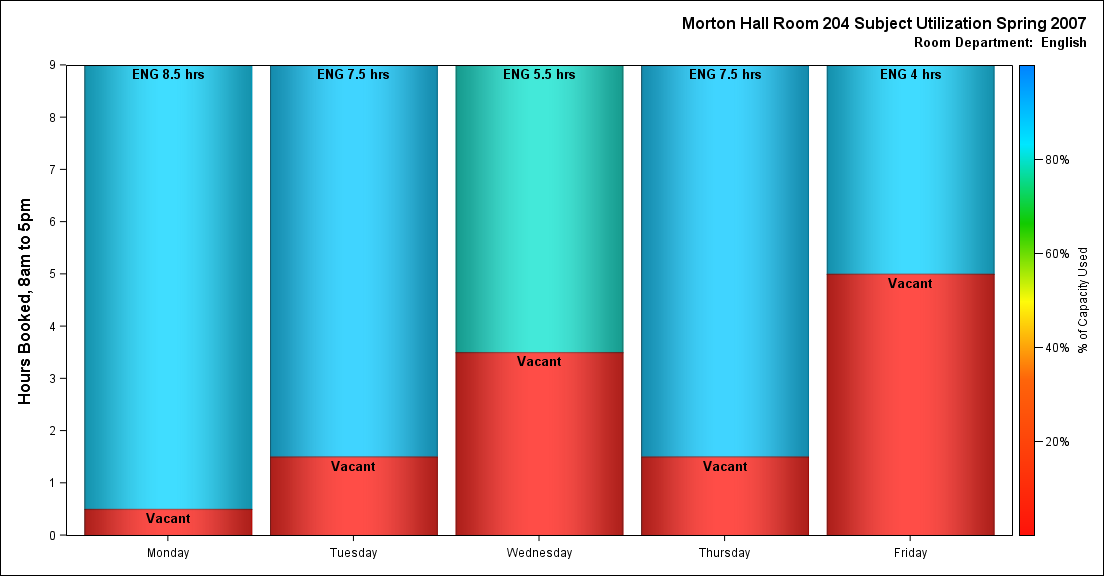 Morton Hall Room 204 Subject Utilization Spring 2007
Room Department:  English
Hours Booked, 8am to 5pm
9
8
7
6
5
4
3
2
1
0
ENG 8.5 hrs
Vacant
ENG 7.5 hrs
Vacant
ENG 5.5 hrs
Vacant
ENG 7.5 hrs
Vacant
ENG 4 hrs
Vacant
Monday
Tuesday
Wednesday
Thursday
Friday
80%
60%
40%
20%
% of Capacity Used